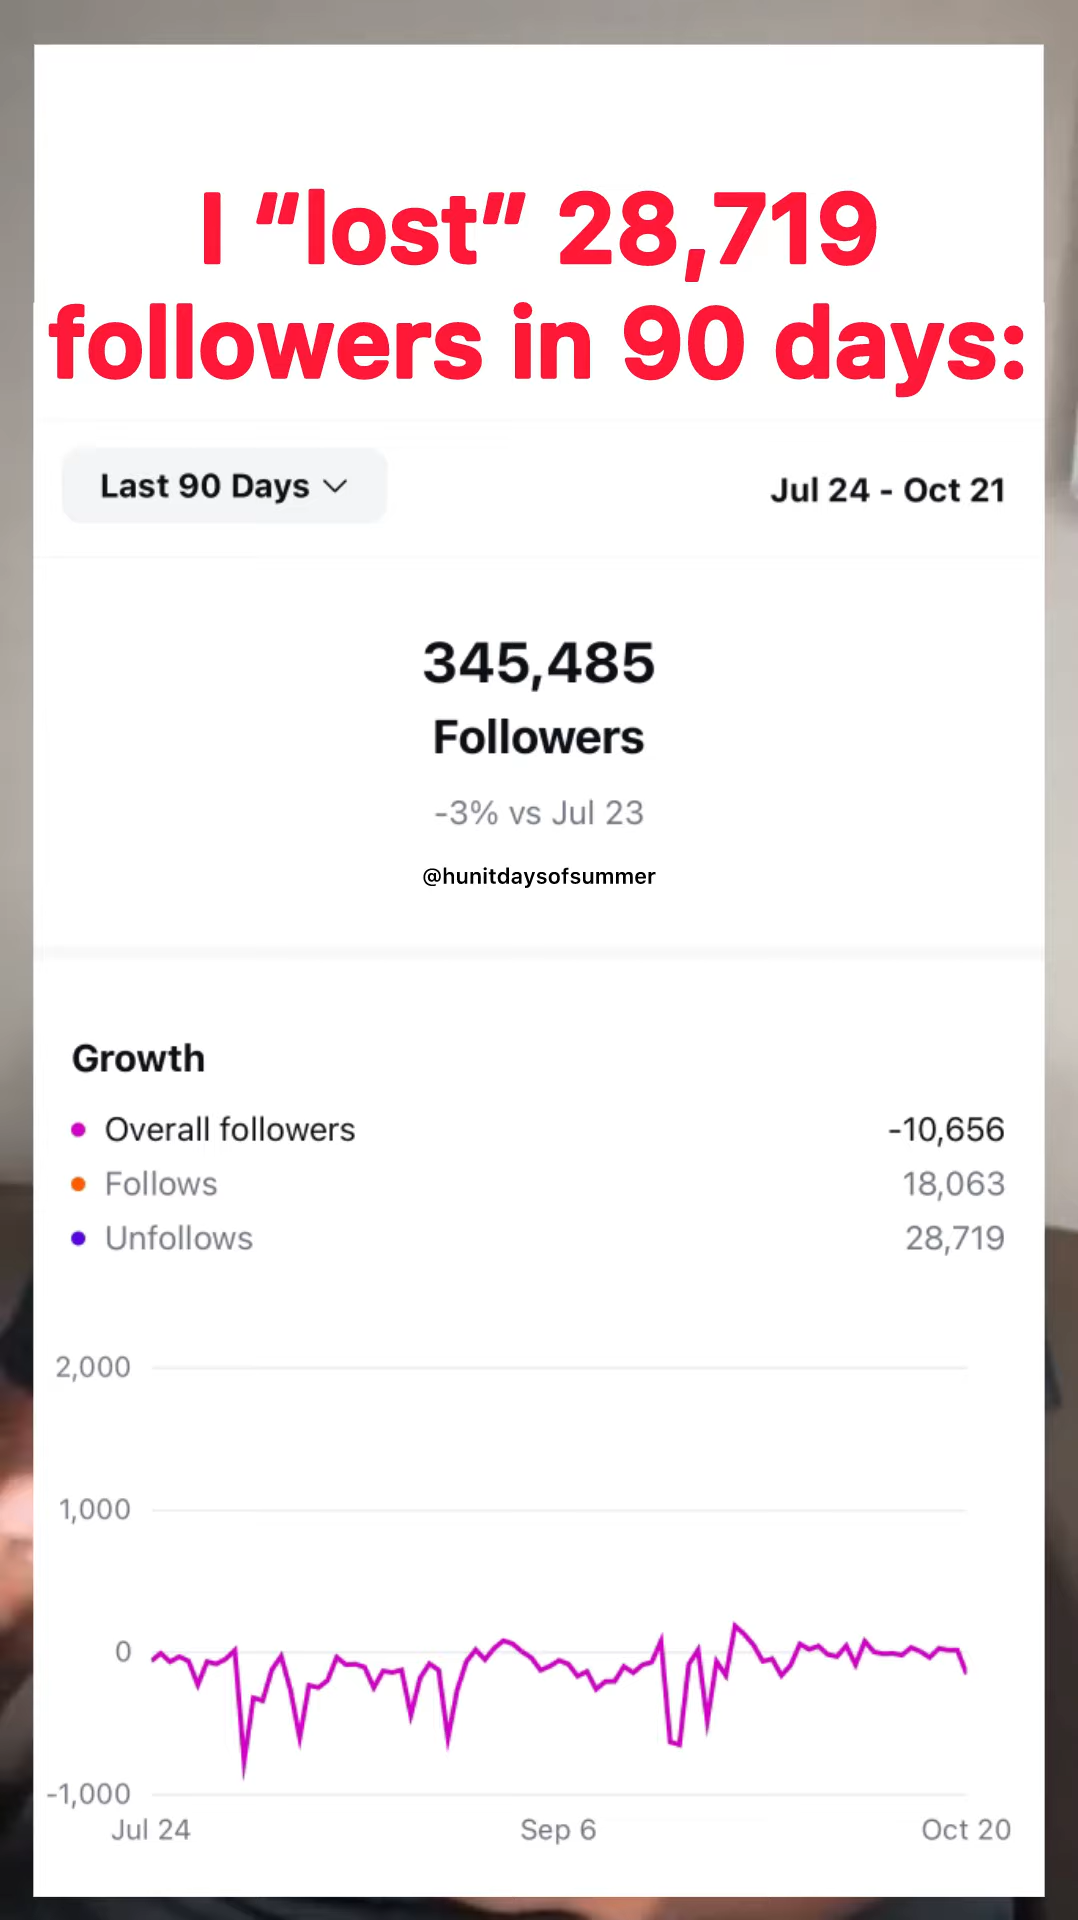 I “lost” 28,719
followers in 90 days:
Last 90 Days
Jul 24 - Oct 21
345,485
Followers
-3% vs Jul 23
@hunitdaysofsummer
Growth
Overall followers -10,656
Follows 18,063
Unfollows 28,719
2,000
1,000
0
-1,000
Jul 24 Sep 6 Oct 20